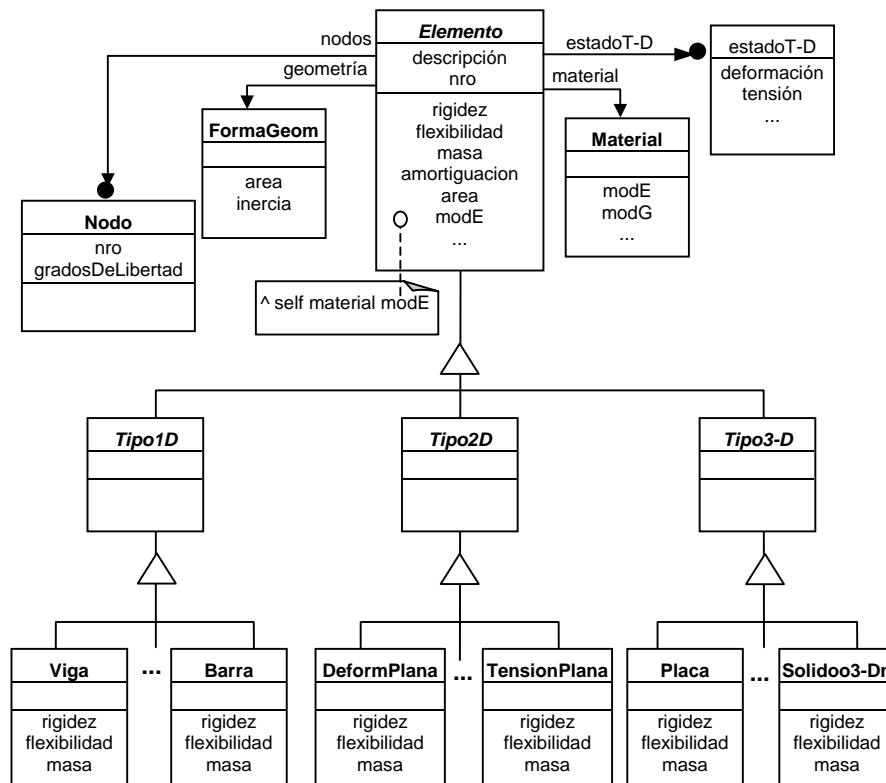 Elemento
descripción
nro
rigidez
flexibilidad
masa
amortiguacion
area
modE
...
nodos
geometría
estadoT-D
material
estadoT-D
deformación
tensión
...
FormaGeom
area
inercia
Material
modE
modG
...
Nodo
nro
gradosDeLibertad
^ self material modE
Tipo1D
Tipo2D
Tipo3-D
Viga
rigidez
flexibilidad
masa
...
Barra
rigidez
flexibilidad
masa
DeformPlana
rigidez
flexibilidad
masa
...
TensionPlana
rigidez
flexibilidad
masa
Placa
rigidez
flexibilidad
masa
...
Solidoo3-Dn
rigidez
flexibilidad
masa